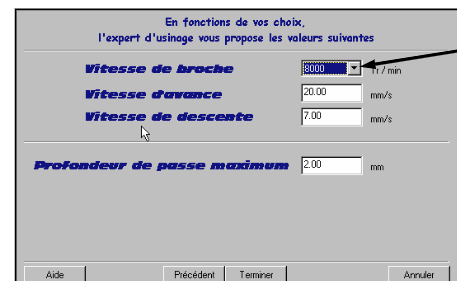 En fonctions de vos choix,
l'expert d'usinage vous propose les valeurs suivantes
Vitesse de broche 8000 Tr / min
Vitesse d'avance 20.00 mm/s
Vitesse de descente 7.00 mm/s
Profondeur de passe maximum 2.00 mm
Aide Précédent Terminer Annuler